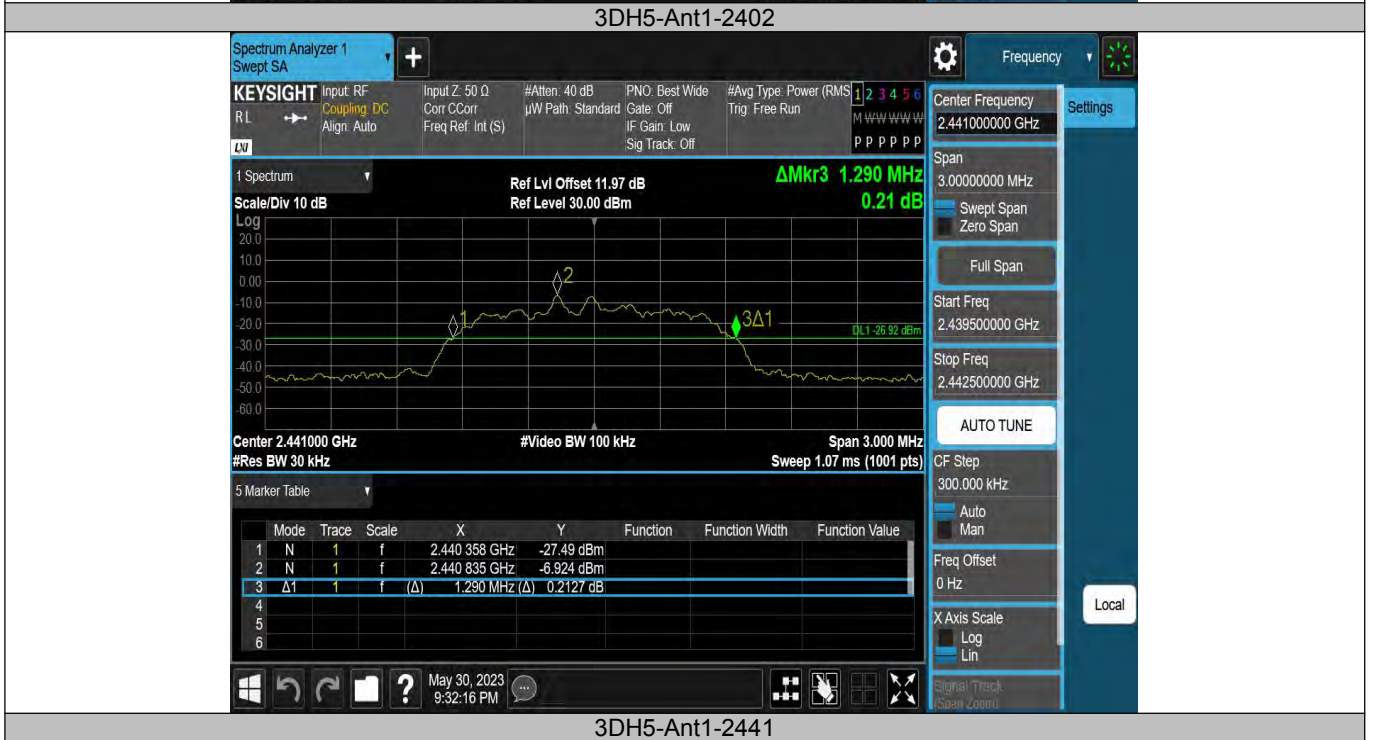 3DH5-Ant1-2402
Spectrum Analyzer 1
Swept SA
+
Frequency
KEYSIGHT
RL
LXI
Input: RF
Coupling: DC
Align: Auto
Input Z: 50 Ω
Corr CCorr
Freq Ref: Int (S)
#Atten: 40 dB
µW Path: Standard
PNO: Best Wide
Gate: Off
IF Gain: Low
Sig Track: Off
#Avg Type: Power (RMS
Trig: Free Run
1 2 3 4 5 6
M W W W W W
P P P P P P
Center Frequency
2.441000000 GHz
Settings
Span
3.00000000 MHz
Swept Span
Zero Span
Full Span
Start Freq
2.439500000 GHz
Stop Freq
2.442500000 GHz
AUTO TUNE
CF Step
300.000 kHz
Auto
Man
Freq Offset
0 Hz
X Axis Scale
Log
Lin
Signal Track
(Span Zoom)
Local
1 Spectrum
Scale/Div 10 dB
Ref Lvl Offset 11.97 dB
Ref Level 30.00 dBm
ΔMkr3 1.290 MHz
0.21 dB
Log
20.0
10.0
0.00
-10.0
-20.0
-30.0
-40.0
-50.0
-60.0
1
2
3Δ1
DL1 -26.92 dBm
Center 2.441000 GHz
#Video BW 100 kHz
Span 3.000 MHz
#Res BW 30 kHz
Sweep 1.07 ms (1001 pts)
5 Marker Table
Mode Trace Scale X Y Function Function Width Function Value
1 N 1 f 2.440 358 GHz -27.49 dBm
2 N 1 f 2.440 835 GHz -6.924 dBm
3 Δ1 1 f (Δ) 1.290 MHz (Δ) 0.2127 dB
4
5
6
?
May 30, 2023
9:32:16 PM
3DH5-Ant1-2441